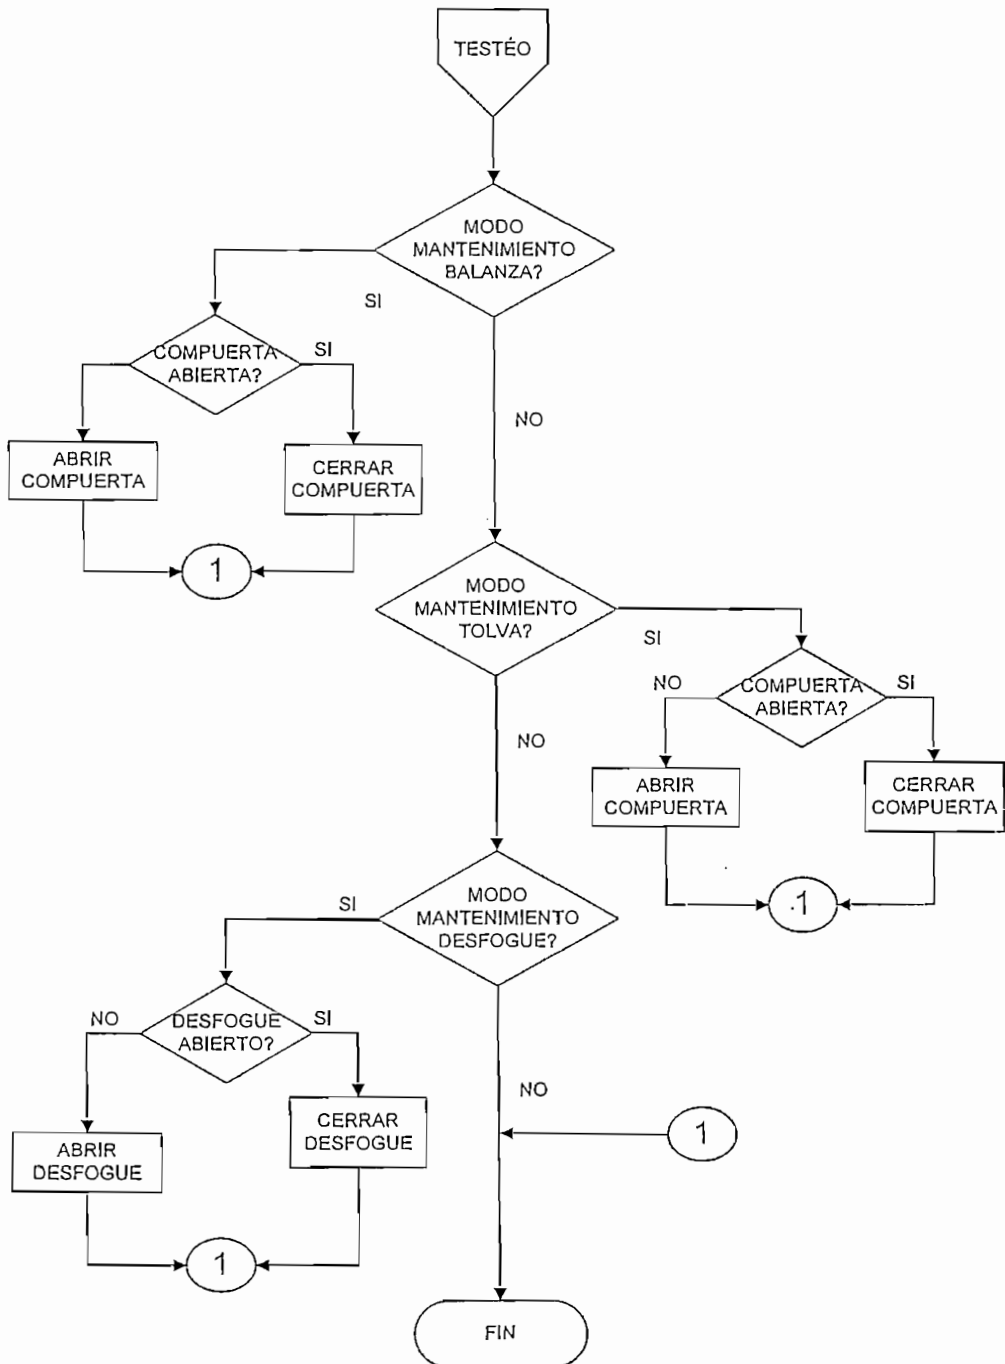 TESTÉO
MODO
MANTENIMIENTO
BALANZA?
SI
COMPUERTA
ABIERTA?
SI
NO
ABRIR
COMPUERTA
CERRAR
COMPUERTA
1
MODO
MANTENIMIENTO
TOLVA?
SI
NO
COMPUERTA
ABIERTA?
SI
NO
ABRIR
COMPUERTA
CERRAR
COMPUERTA
1
MODO
MANTENIMIENTO
DESFOGUE?
SI
NO
DESFOGUE
ABIERTO?
SI
NO
ABRIR
DESFOGUE
CERRAR
DESFOGUE
1
1
FIN